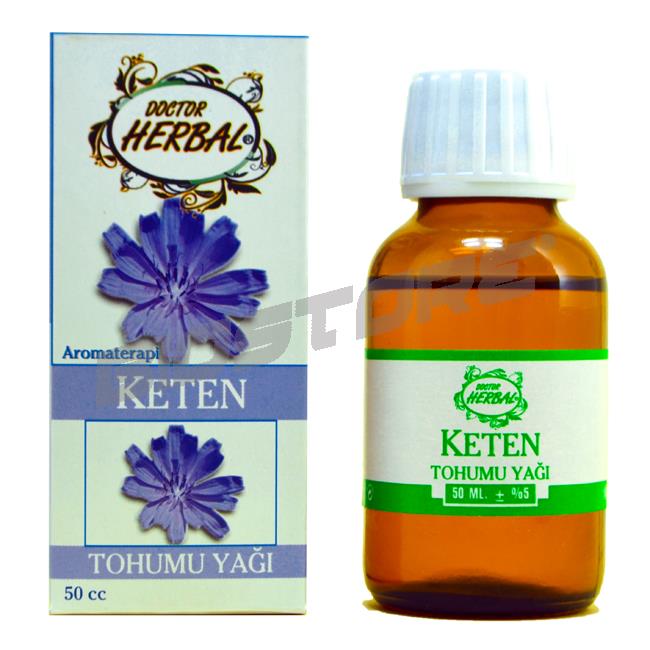 DOCTOR
HERBAL®
Aromaterapi
KETEN
TOHUMU YAĞI
50 cc
DOCTOR
HERBAL
KETEN
TOHUMU YAĞI
50 ML. ± %5